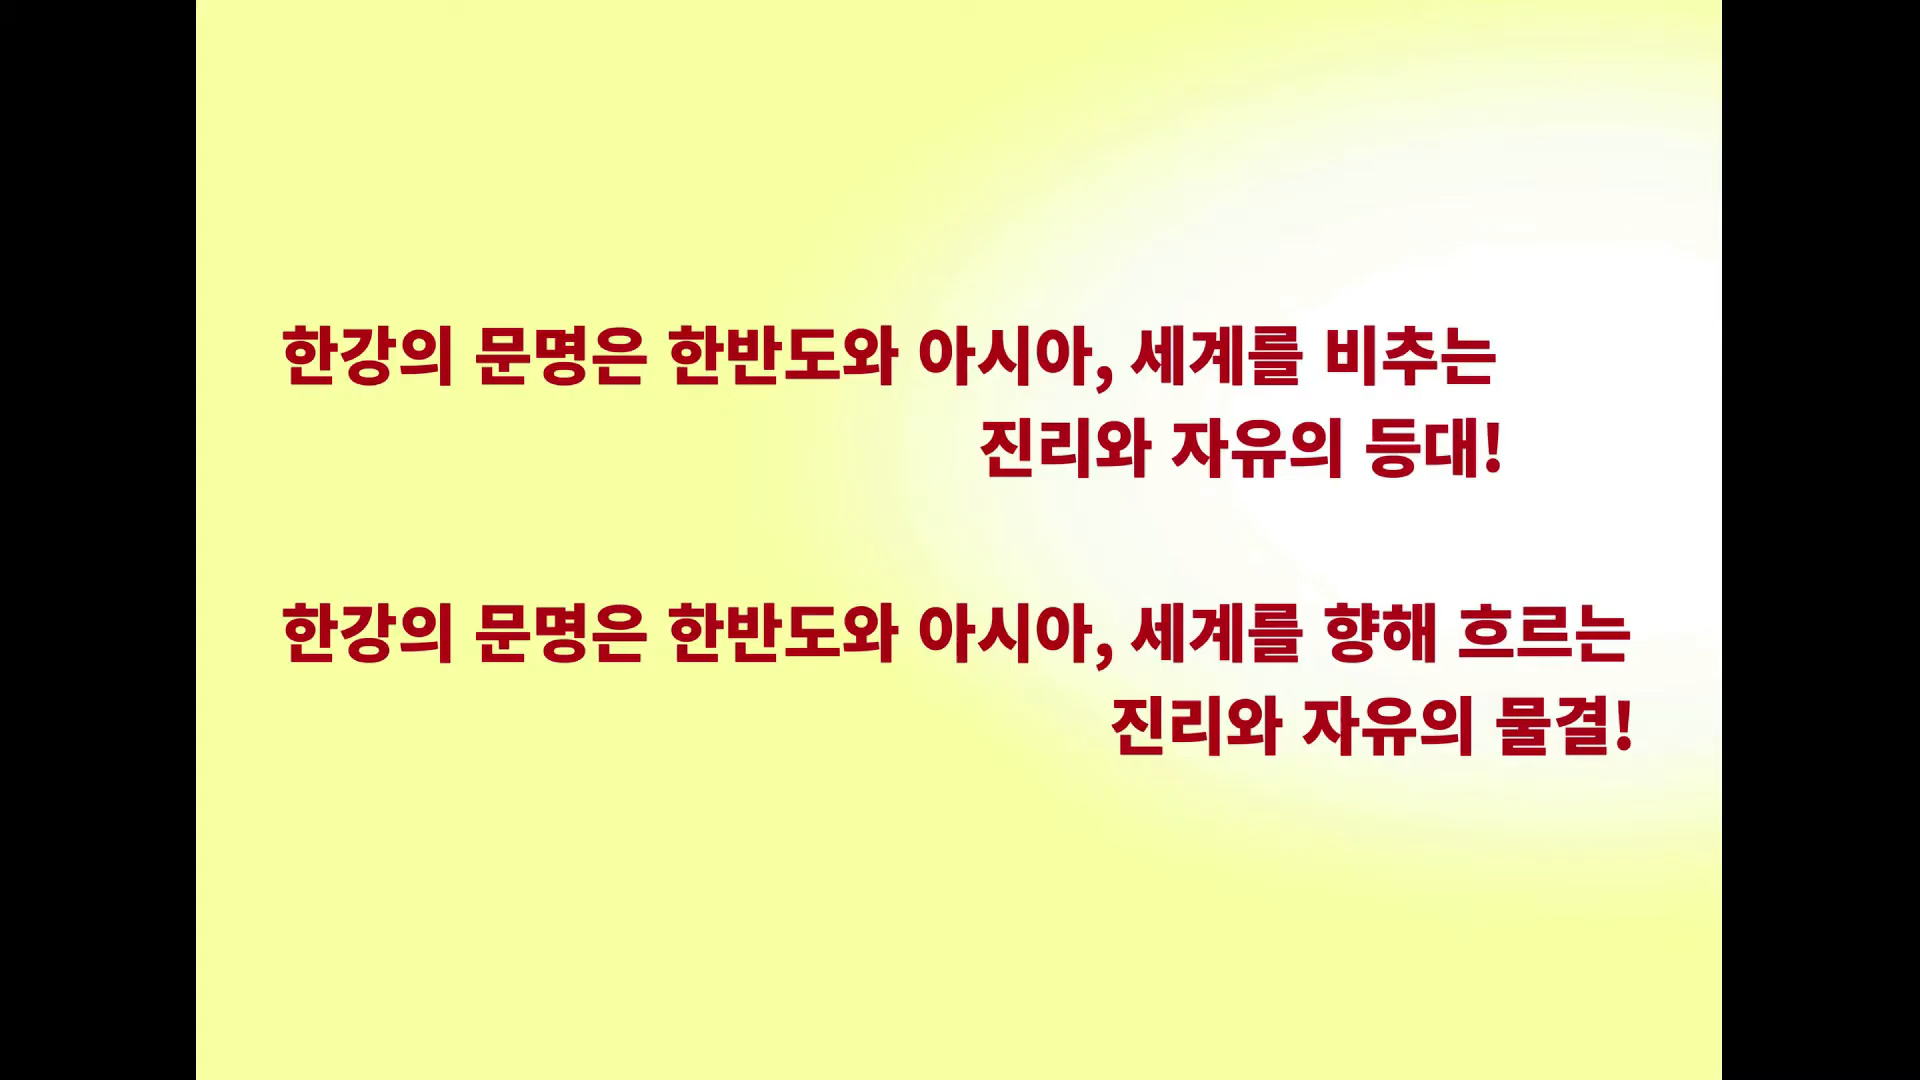 한강의 문명은 한반도와 아시아, 세계를 비추는
진리와 자유의 등대!
한강의 문명은 한반도와 아시아, 세계를 향해 흐르는
진리와 자유의 물결!